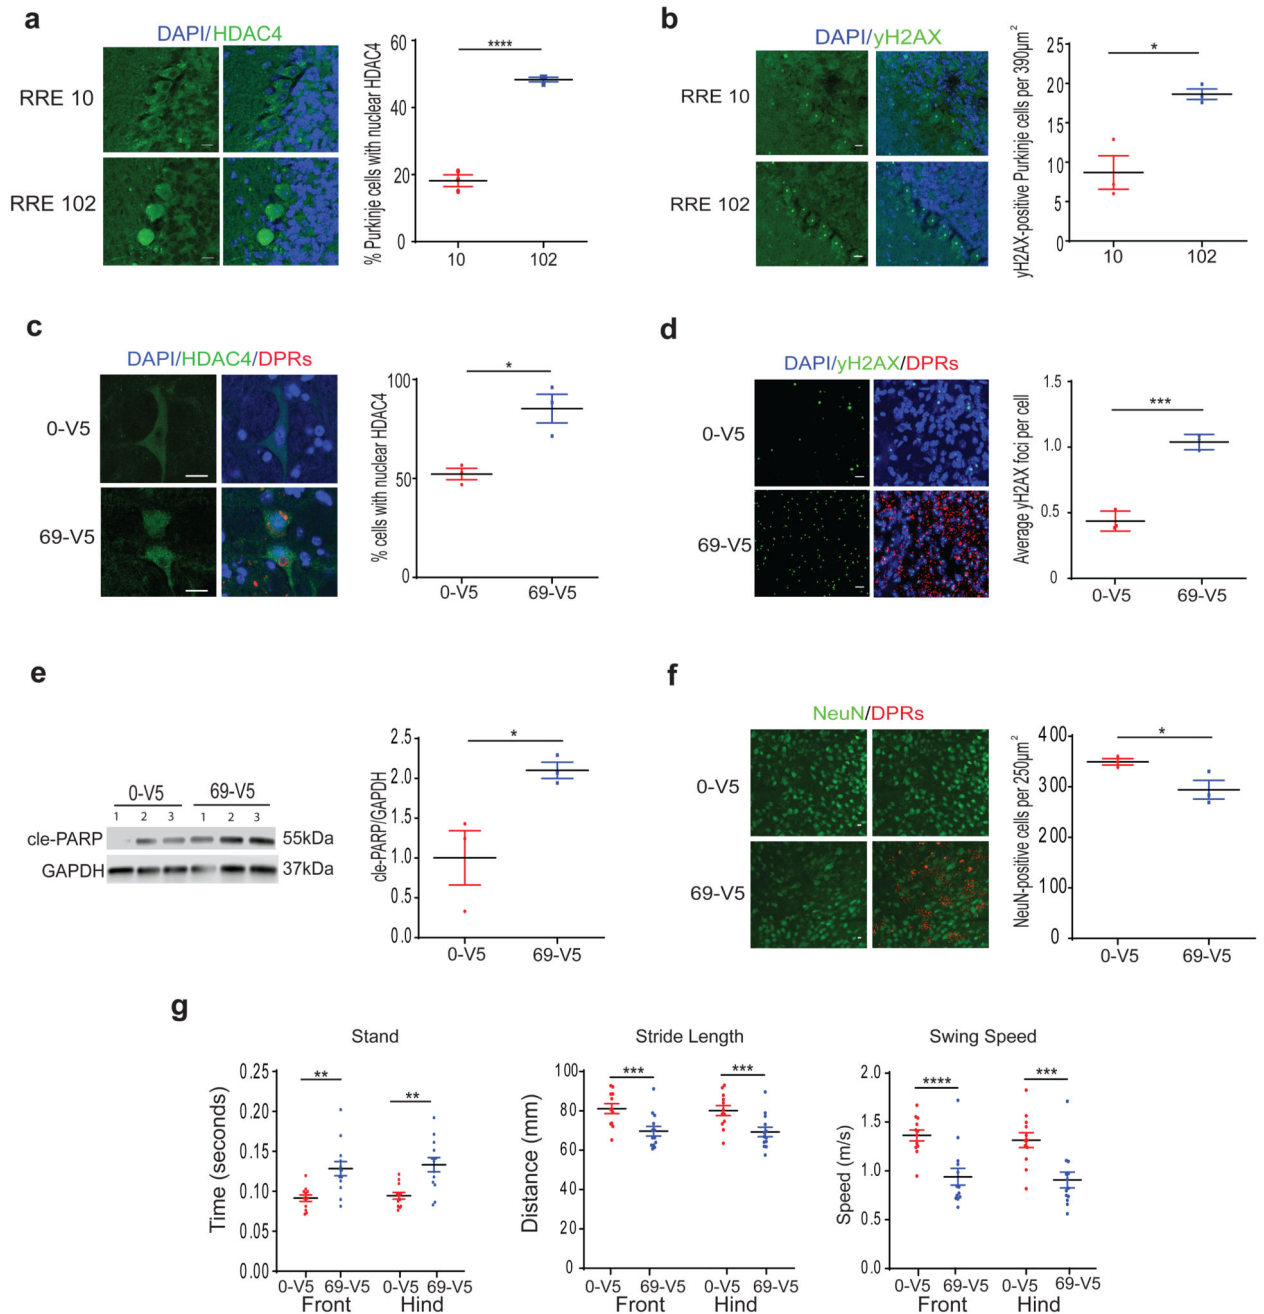 a
DAPI/HDAC4
RRE 10
RRE 102
% Purkinje cells with nuclear HDAC4
60
40
20
0
****
10 102
b
DAPI/yH2AX
RRE 10
RRE 102
yH2AX-positive Purkinje cells per 390µm²
25
20
15
10
5
0
*
10 102
c
DAPI/HDAC4/DPRs
0-V5
69-V5
% cells with nuclear HDAC4
100
50
0
*
0-V5 69-V5
d
DAPI/yH2AX/DPRs
0-V5
69-V5
Average yH2AX foci per cell
1.5
1.0
0.5
0
***
0-V5 69-V5
e
0-V5 69-V5
1 2 3 1 2 3
cle-PARP 55kDa
GAPDH 37kDa
cle-PARP/GAPDH
2.5
2.0
1.5
1.0
0.5
0.0
*
0-V5 69-V5
f
NeuN/DPRs
0-V5
69-V5
NeuN-positive cells per 250µm²
400
300
200
100
0
*
0-V5 69-V5
g
Stand
Time (seconds)
0.25
0.20
0.15
0.10
0.05
0.00
** **
0-V5 69-V5 0-V5 69-V5
Front Hind
Stride Length
Distance (mm)
100
80
60
40
20
0
*** ***
0-V5 69-V5 0-V5 69-V5
Front Hind
Swing Speed
Speed (m/s)
2.0
1.5
1.0
0.5
0.0
**** ***
0-V5 69-V5 0-V5 69-V5
Front Hind